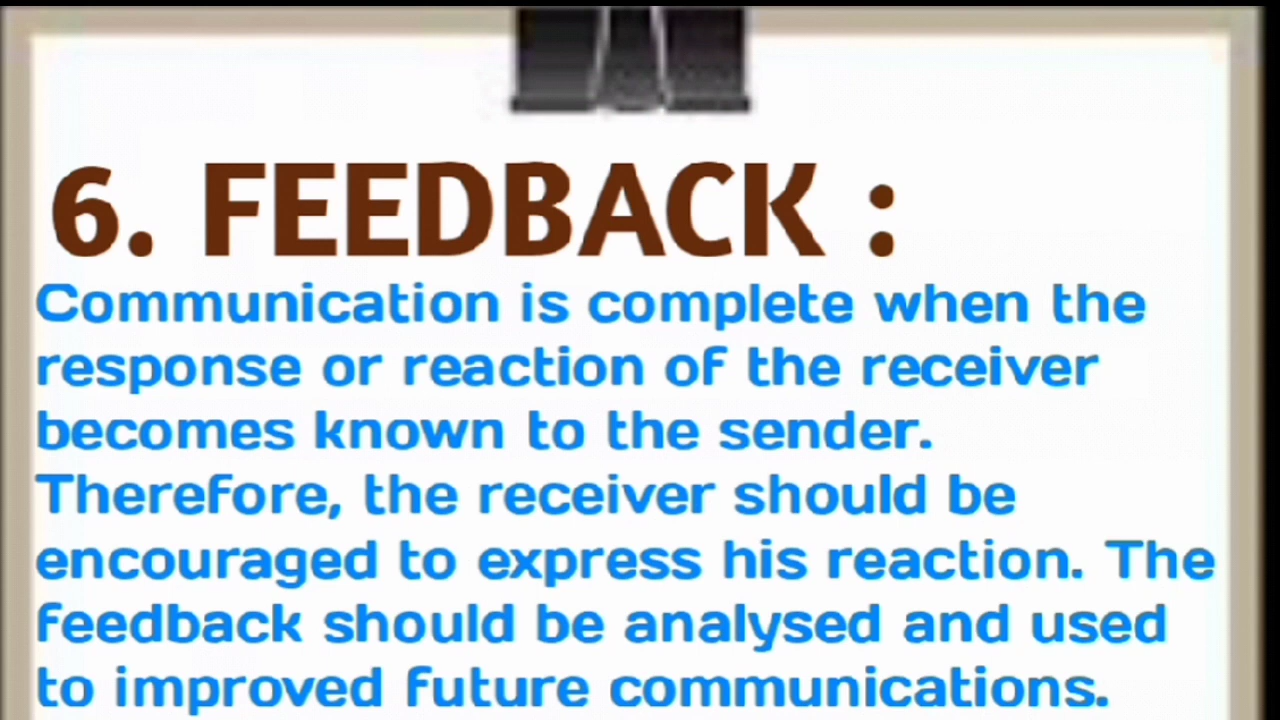 6. FEEDBACK :
Communication is complete when the
response or reaction of the receiver
becomes known to the sender.
Therefore, the receiver should be
encouraged to express his reaction. The
feedback should be analysed and used
to improved future communications.